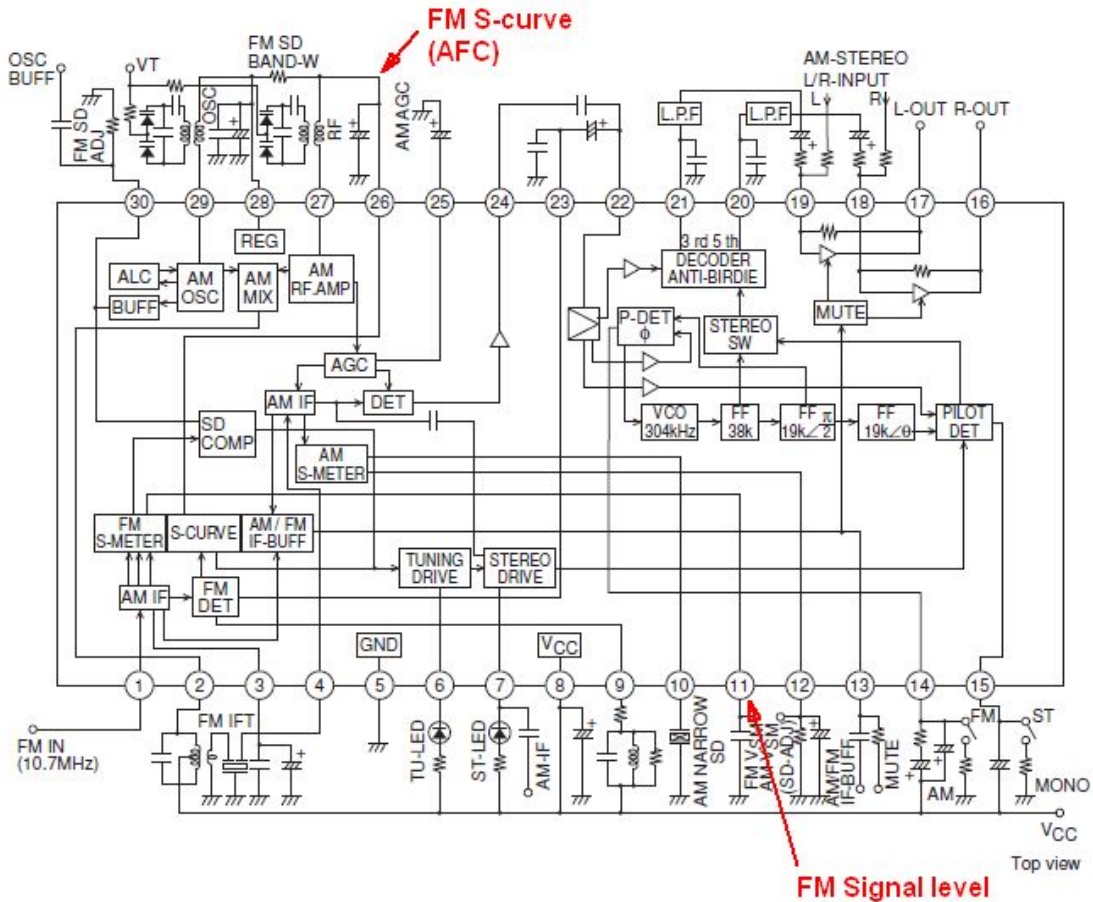 FM S-curve
(AFC)
OSC
BUFF
VT
FM SD
BAND-W
AM-STEREO
L/R-INPUT
L
R
L-OUT
R-OUT
FM SD
ADJ
OSC
RF
AM AGC
L.P.F
L.P.F
30
29
28
27
26
25
24
23
22
21
20
19
18
17
16
REG
3 rd 5 th
DECODER
ANTI-BIRDIE
ALC
AM
OSC
AM
MIX
AM
RF.AMP
BUFF
P-DET
ϕ
STEREO
SW
MUTE
AGC
AM IF
DET
SD
COMP
VCO
304kHz
FF
38k
FF
19k∠π/2
FF
19k∠θ
PILOT
DET
AM
S-METER
FM
S-METER
S-CURVE
AM / FM
IF-BUFF
TUNING
DRIVE
STEREO
DRIVE
AM IF
FM
DET
GND
VCC
1
2
3
4
5
6
7
8
9
10
11
12
13
14
15
FM IN
(10.7MHz)
FM IFT
TU-LED
ST-LED
AM-IF
AM NARROW
SD
FM VSM
AM-VSM
(SD-ADJ)
AM/FM
IF-BUFF
MUTE
FM
AM
ST
MONO
VCC
Top view
FM Signal level